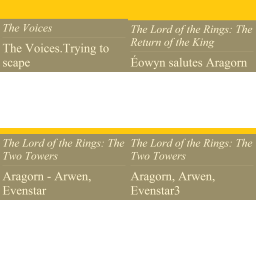 The Voices
The Voices.Trying to
scape
The Lord of the Rings: The
Return of the King
Éowyn salutes Aragorn
The Lord of the Rings: The
Two Towers
Aragorn - Arwen,
Evenstar
The Lord of the Rings: The
Two Towers
Aragorn, Arwen,
Evenstar3